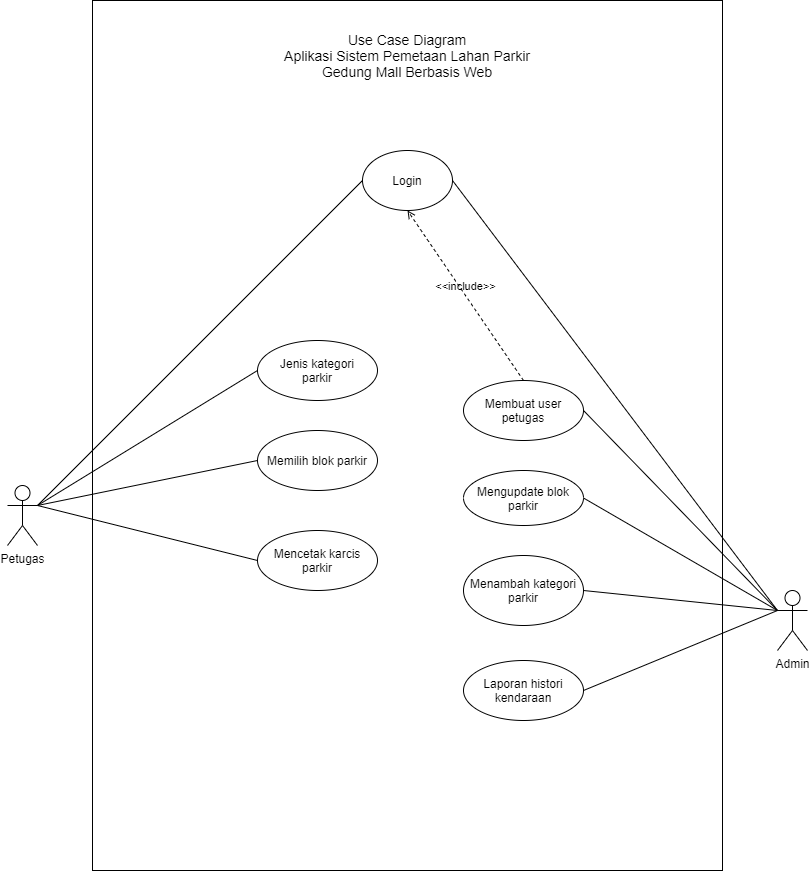 Use Case Diagram
Aplikasi Sistem Pemetaan Lahan Parkir
Gedung Mall Berbasis Web
Login
<<include>>
Jenis kategori
parkir
Membuat user
petugas
Memilih blok parkir
Mengupdate blok
parkir
Mencetak karcis
parkir
Petugas
Menambah kategori
parkir
Admin
Laporan histori
kendaraan